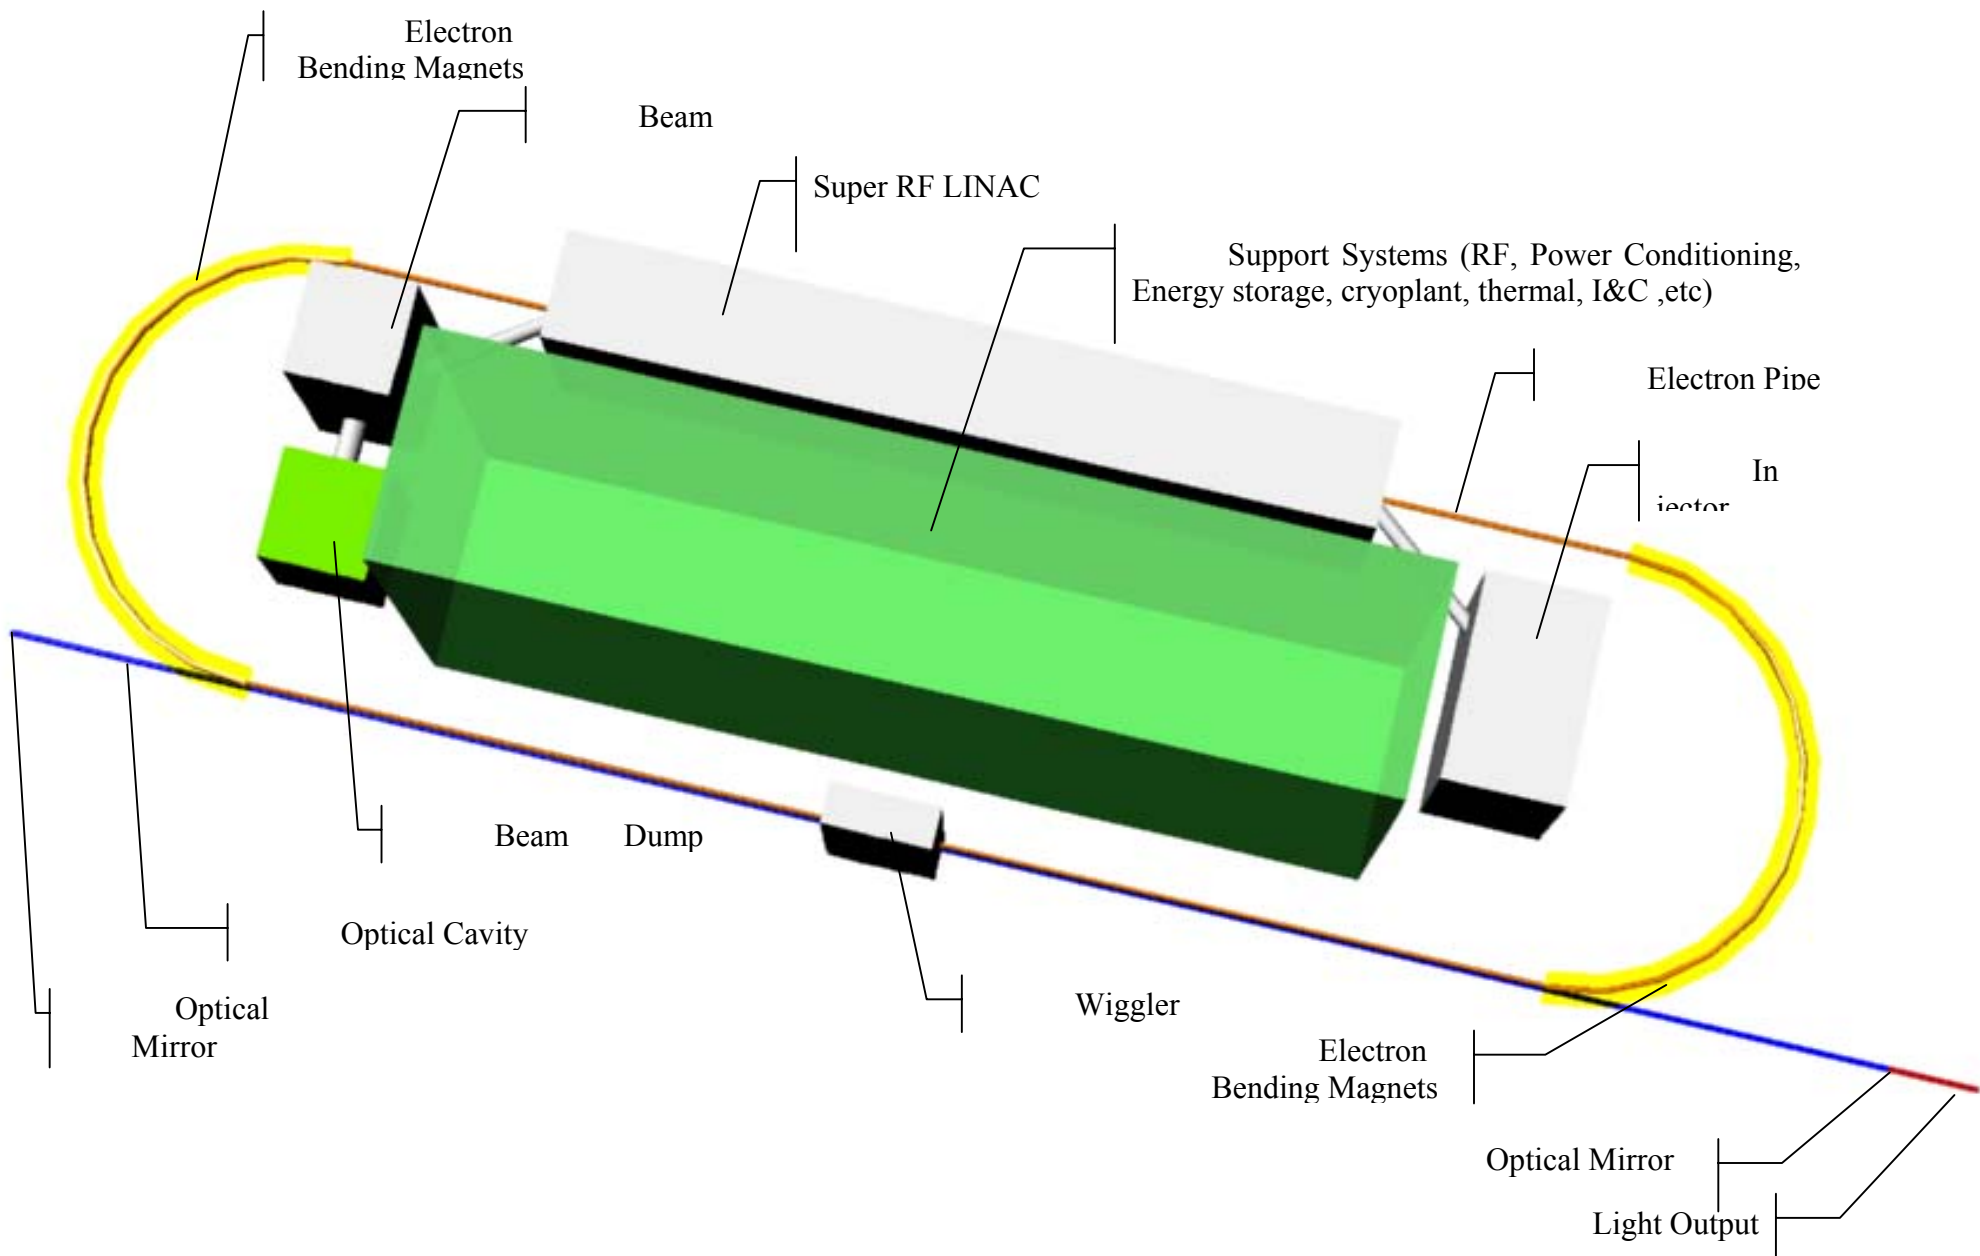 Electron
Bending Magnets
Beam
Super RF LINAC
Support Systems (RF, Power Conditioning,
Energy storage, cryoplant, thermal, I&C ,etc)
Electron Pipe
In
jector
Beam Dump
Optical Cavity
Optical
Mirror
Wiggler
Electron
Bending Magnets
Optical Mirror
Light Output